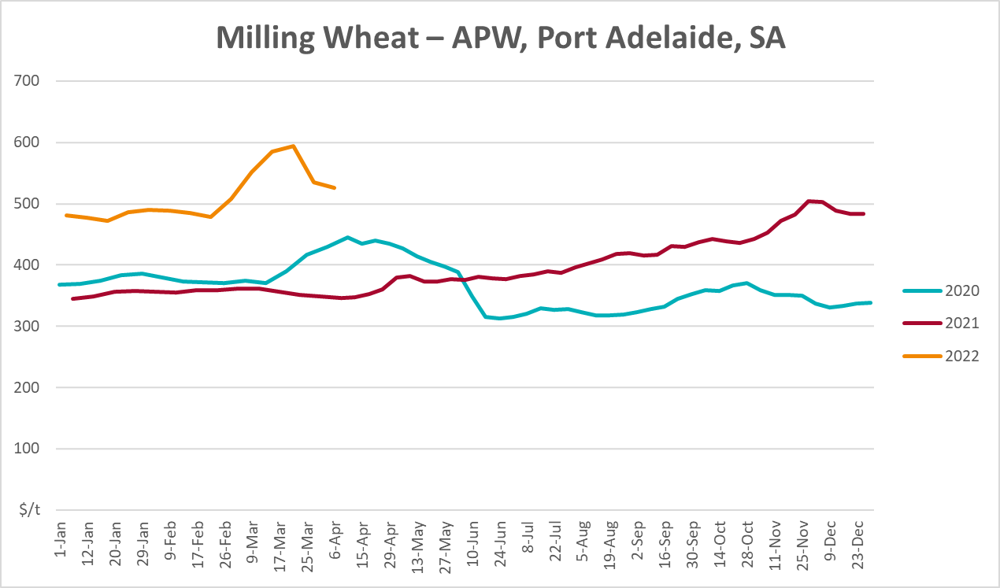 Milling Wheat – APW, Port Adelaide, SA
700
600
500
400
300
200
100
$/t
1-Jan
12-Jan
20-Jan
29-Jan
9-Feb
17-Feb
26-Feb
9-Mar
17-Mar
25-Mar
6-Apr
15-Apr
29-Apr
13-May
27-May
10-Jun
24-Jun
8-Jul
22-Jul
5-Aug
19-Aug
2-Sep
16-Sep
30-Sep
14-Oct
28-Oct
11-Nov
25-Nov
9-Dec
23-Dec
2020
2021
2022